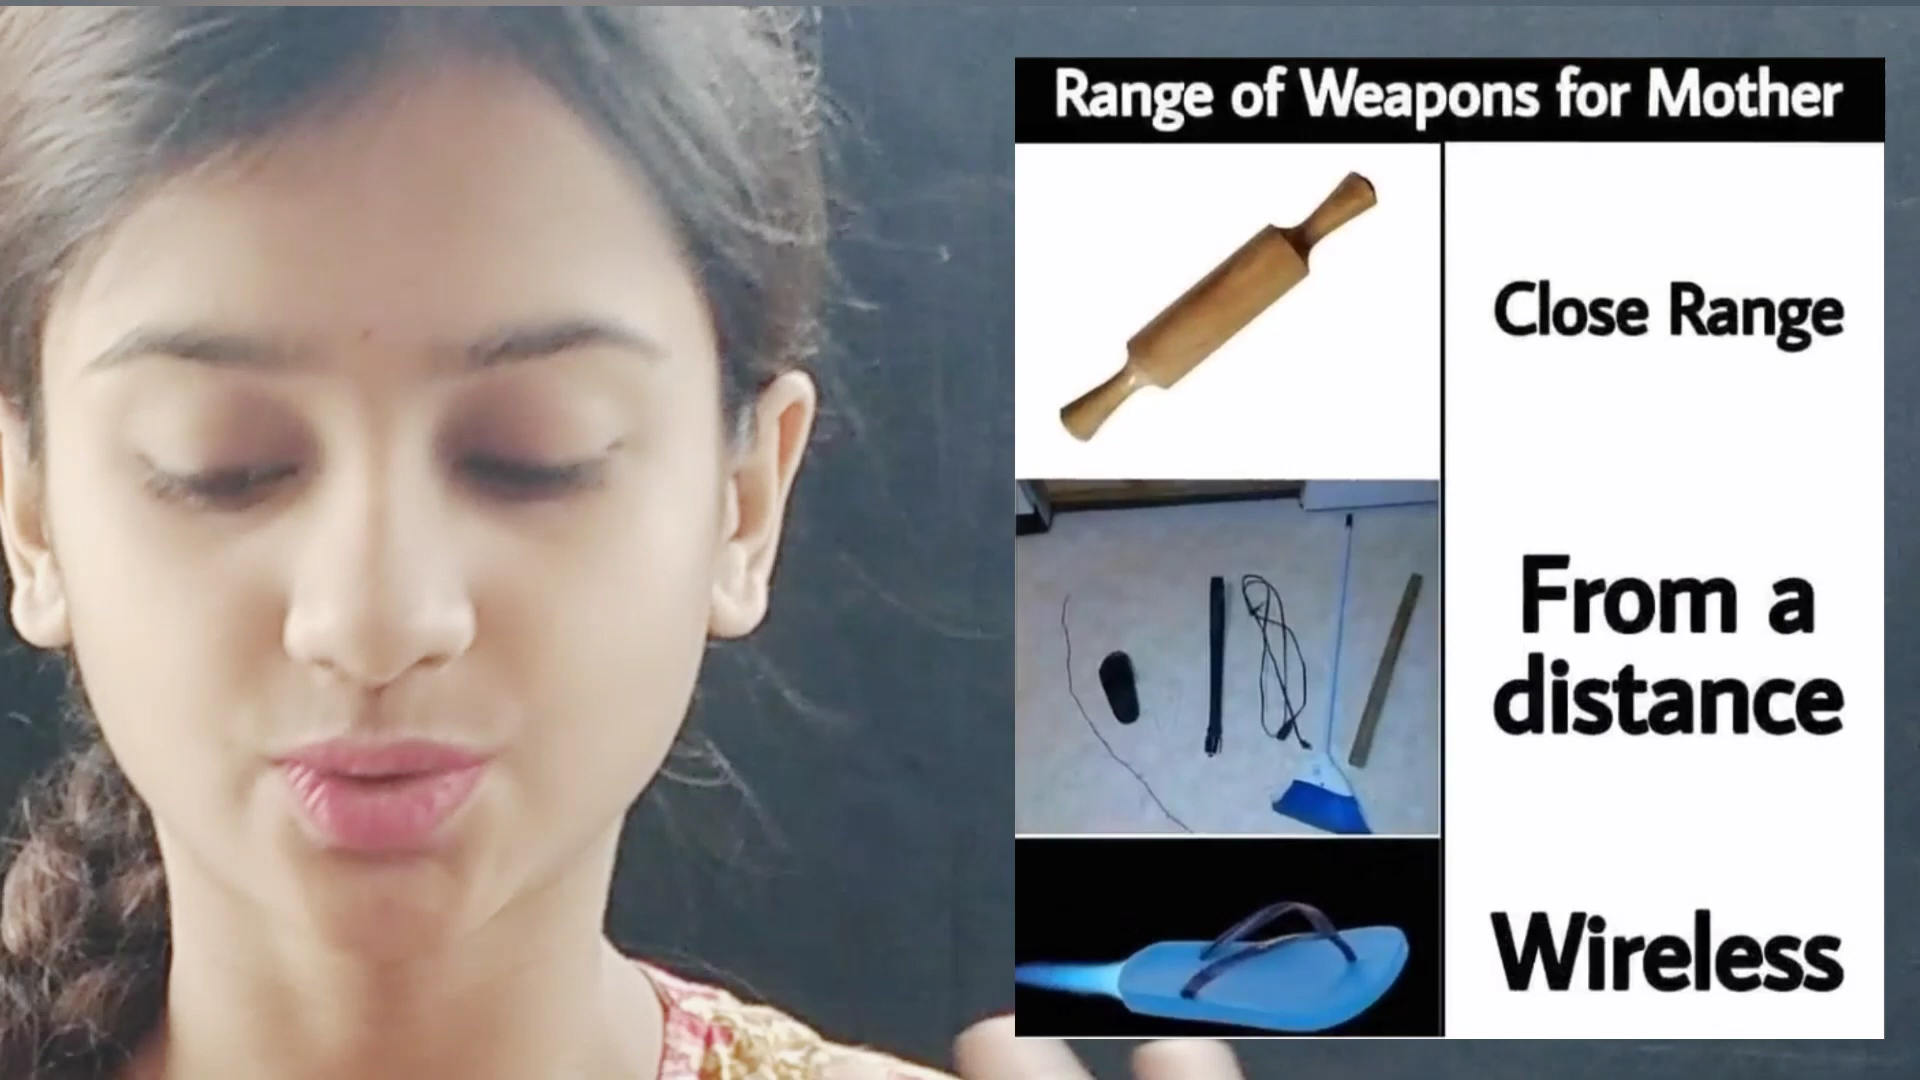 Range of Weapons for Mother
Close Range
From a
distance
Wireless